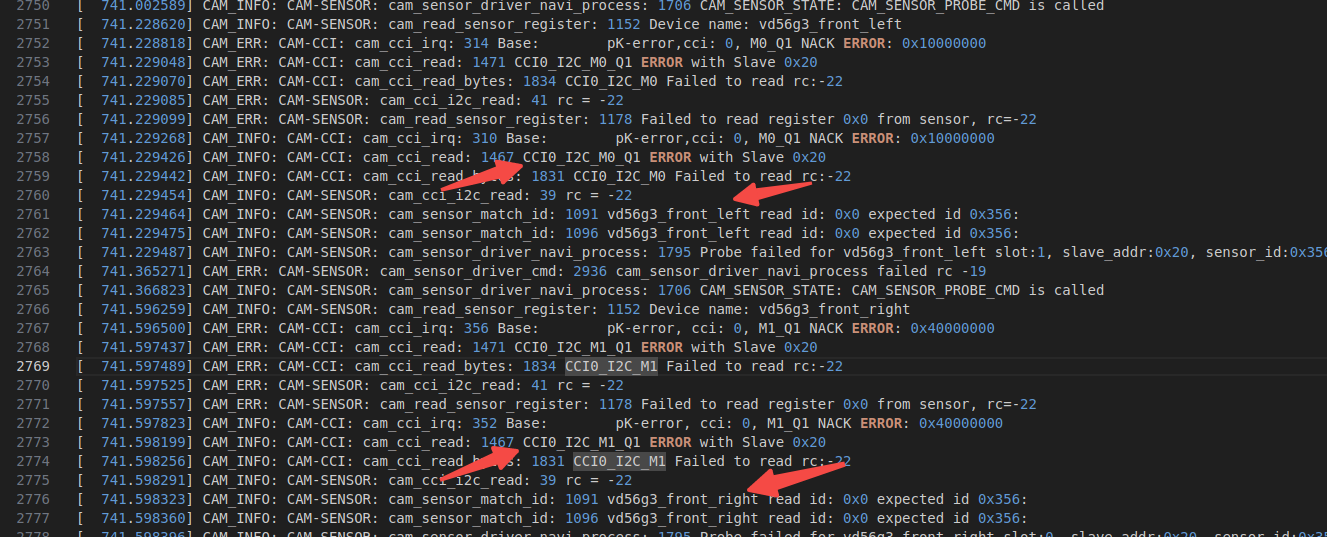 2750 [  741.002589] CAM_INFO: CAM-SENSOR: cam_sensor_driver_navi_process: 1706 CAM_SENSOR_STATE: CAM_SENSOR_PROBE_CMD is called
2751 [  741.228620] CAM_INFO: CAM-SENSOR: cam_read_sensor_register: 1152 Device name: vd56g3_front_left
2752 [  741.228818] CAM_ERR: CAM-CCI: cam_cci_irq: 314 Base:        pK-error,cci: 0, M0_Q1 NACK ERROR: 0x10000000
2753 [  741.229048] CAM_ERR: CAM-CCI: cam_cci_read: 1471 CCI0_I2C_M0_Q1 ERROR with Slave 0x20
2754 [  741.229070] CAM_ERR: CAM-CCI: cam_cci_read_bytes: 1834 CCI0_I2C_M0 Failed to read rc:-22
2755 [  741.229085] CAM_ERR: CAM-SENSOR: cam_cci_i2c_read: 41 rc = -22
2756 [  741.229099] CAM_ERR: CAM-SENSOR: cam_read_sensor_register: 1178 Failed to read register 0x0 from sensor, rc=-22
2757 [  741.229268] CAM_INFO: CAM-CCI: cam_cci_irq: 310 Base:        pK-error,cci: 0, M0_Q1 NACK ERROR: 0x10000000
2758 [  741.229426] CAM_INFO: CAM-CCI: cam_cci_read: 1467 CCI0_I2C_M0_Q1 ERROR with Slave 0x20
2759 [  741.229442] CAM_INFO: CAM-CCI: cam_cci_read_bytes: 1831 CCI0_I2C_M0 Failed to read rc:-22
2760 [  741.229454] CAM_INFO: CAM-SENSOR: cam_cci_i2c_read: 39 rc = -22
2761 [  741.229464] CAM_INFO: CAM-SENSOR: cam_sensor_match_id: 1091 vd56g3_front_left read id: 0x0 expected id 0x356:
2762 [  741.229475] CAM_INFO: CAM-SENSOR: cam_sensor_match_id: 1096 vd56g3_front_left read id: 0x0 expected id 0x356:
2763 [  741.229487] CAM_INFO: CAM-SENSOR: cam_sensor_driver_navi_process: 1795 Probe failed for vd56g3_front_left slot:1, slave_addr:0x20, sensor_id:0x356
2764 [  741.365271] CAM_ERR: CAM-SENSOR: cam_sensor_driver_cmd: 2936 cam_sensor_driver_navi_process failed rc -19
2765 [  741.366823] CAM_INFO: CAM-SENSOR: cam_sensor_driver_navi_process: 1706 CAM_SENSOR_STATE: CAM_SENSOR_PROBE_CMD is called
2766 [  741.596259] CAM_INFO: CAM-SENSOR: cam_read_sensor_register: 1152 Device name: vd56g3_front_right
2767 [  741.596500] CAM_ERR: CAM-CCI: cam_cci_irq: 356 Base:        pK-error, cci: 0, M1_Q1 NACK ERROR: 0x40000000
2768 [  741.597437] CAM_ERR: CAM-CCI: cam_cci_read: 1471 CCI0_I2C_M1_Q1 ERROR with Slave 0x20
2769 [  741.597489] CAM_ERR: CAM-CCI: cam_cci_read_bytes: 1834 CCI0_I2C_M1 Failed to read rc:-22
2770 [  741.597525] CAM_ERR: CAM-SENSOR: cam_cci_i2c_read: 41 rc = -22
2771 [  741.597557] CAM_ERR: CAM-SENSOR: cam_read_sensor_register: 1178 Failed to read register 0x0 from sensor, rc=-22
2772 [  741.597823] CAM_INFO: CAM-CCI: cam_cci_irq: 352 Base:        pK-error, cci: 0, M1_Q1 NACK ERROR: 0x40000000
2773 [  741.598199] CAM_INFO: CAM-CCI: cam_cci_read: 1467 CCI0_I2C_M1_Q1 ERROR with Slave 0x20
2774 [  741.598256] CAM_INFO: CAM-CCI: cam_cci_read_bytes: 1831 CCI0_I2C_M1 Failed to read rc:-22
2775 [  741.598291] CAM_INFO: CAM-SENSOR: cam_cci_i2c_read: 39 rc = -22
2776 [  741.598323] CAM_INFO: CAM-SENSOR: cam_sensor_match_id: 1091 vd56g3_front_right read id: 0x0 expected id 0x356:
2777 [  741.598360] CAM_INFO: CAM-SENSOR: cam_sensor_match_id: 1096 vd56g3_front_right read id: 0x0 expected id 0x356:
2778 [  741.598396] CAM_INFO: CAM-SENSOR: cam_sensor_driver_navi_process: 1795 Probe failed for vd56g3_front_right slot:0, slave_addr:0x20, sensor_id:0x35